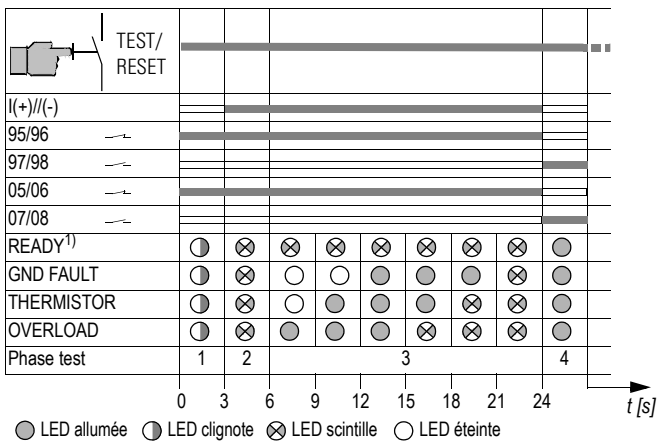 TEST/
RESET
I(+)//(-)
95/96
97/98
05/06
07/08
READY1)
GND FAULT
THERMISTOR
OVERLOAD
Phase test 1 2 3 4
0 3 6 9 12 15 18 21 24 t [s]
LED allumée LED clignote LED scintille LED éteinte